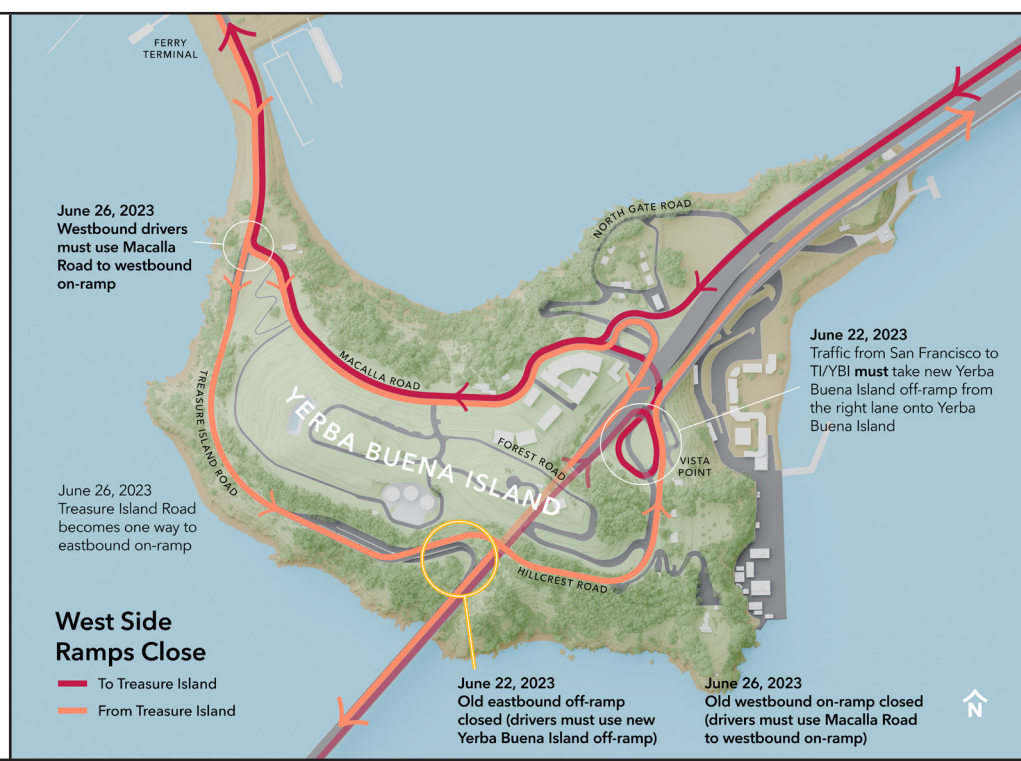 FERRY
TERMINAL
June 26, 2023
Westbound drivers
must use Macalla
Road to westbound
on-ramp
NORTH GATE ROAD
June 22, 2023
Traffic from San Francisco to
TI/YBI must take new Yerba
Buena Island off-ramp from
the right lane onto Yerba
Buena Island
MACALLA ROAD
TREASURE ISLAND ROAD
YERBA BUENA ISLAND
FOREST ROAD
VISTA
POINT
June 26, 2023
Treasure Island Road
becomes one way to
eastbound on-ramp
HILLCREST ROAD
West Side
Ramps Close
To Treasure Island
From Treasure Island
June 22, 2023
Old eastbound off-ramp
closed (drivers must use new
Yerba Buena Island off-ramp)
June 26, 2023
Old westbound on-ramp closed
(drivers must use Macalla Road
to westbound on-ramp)
N